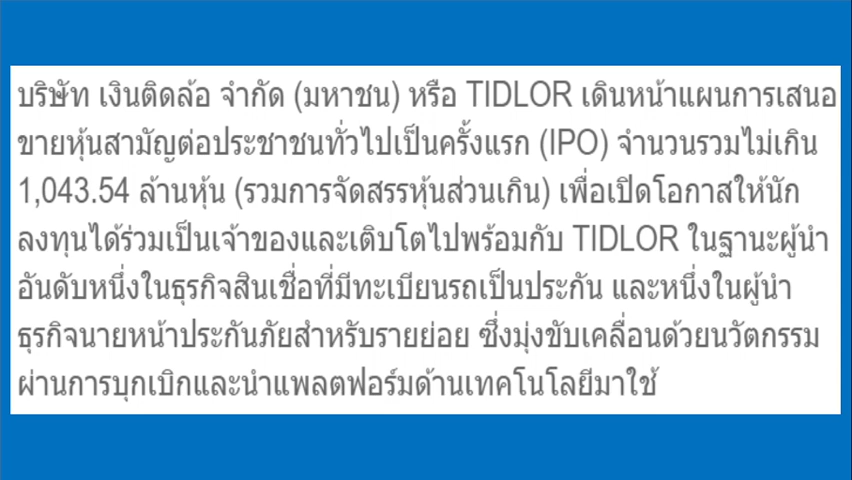 บริษัท เงินติดล้อ จำกัด (มหาชน) หรือ TIDLOR เดินหน้าแผนการเสนอ
ขายหุ้นสามัญต่อประชาชนทั่วไปเป็นครั้งแรก (IPO) จำนวนรวมไม่เกิน
1,043.54 ล้านหุ้น (รวมการจัดสรรหุ้นส่วนเกิน) เพื่อเปิดโอกาสให้นัก
ลงทุนได้ร่วมเป็นเจ้าของและเติบโตไปพร้อมกับ TIDLOR ในฐานะผู้นำ
อันดับหนึ่งในธุรกิจสินเชื่อที่มีทะเบียนรถเป็นประกัน และหนึ่งในผู้นำ
ธุรกิจนายหน้าประกันภัยสำหรับรายย่อย ซึ่งมุ่งขับเคลื่อนด้วยนวัตกรรม
ผ่านการบุกเบิกและนำแพลตฟอร์มด้านเทคโนโลยีมาใช้